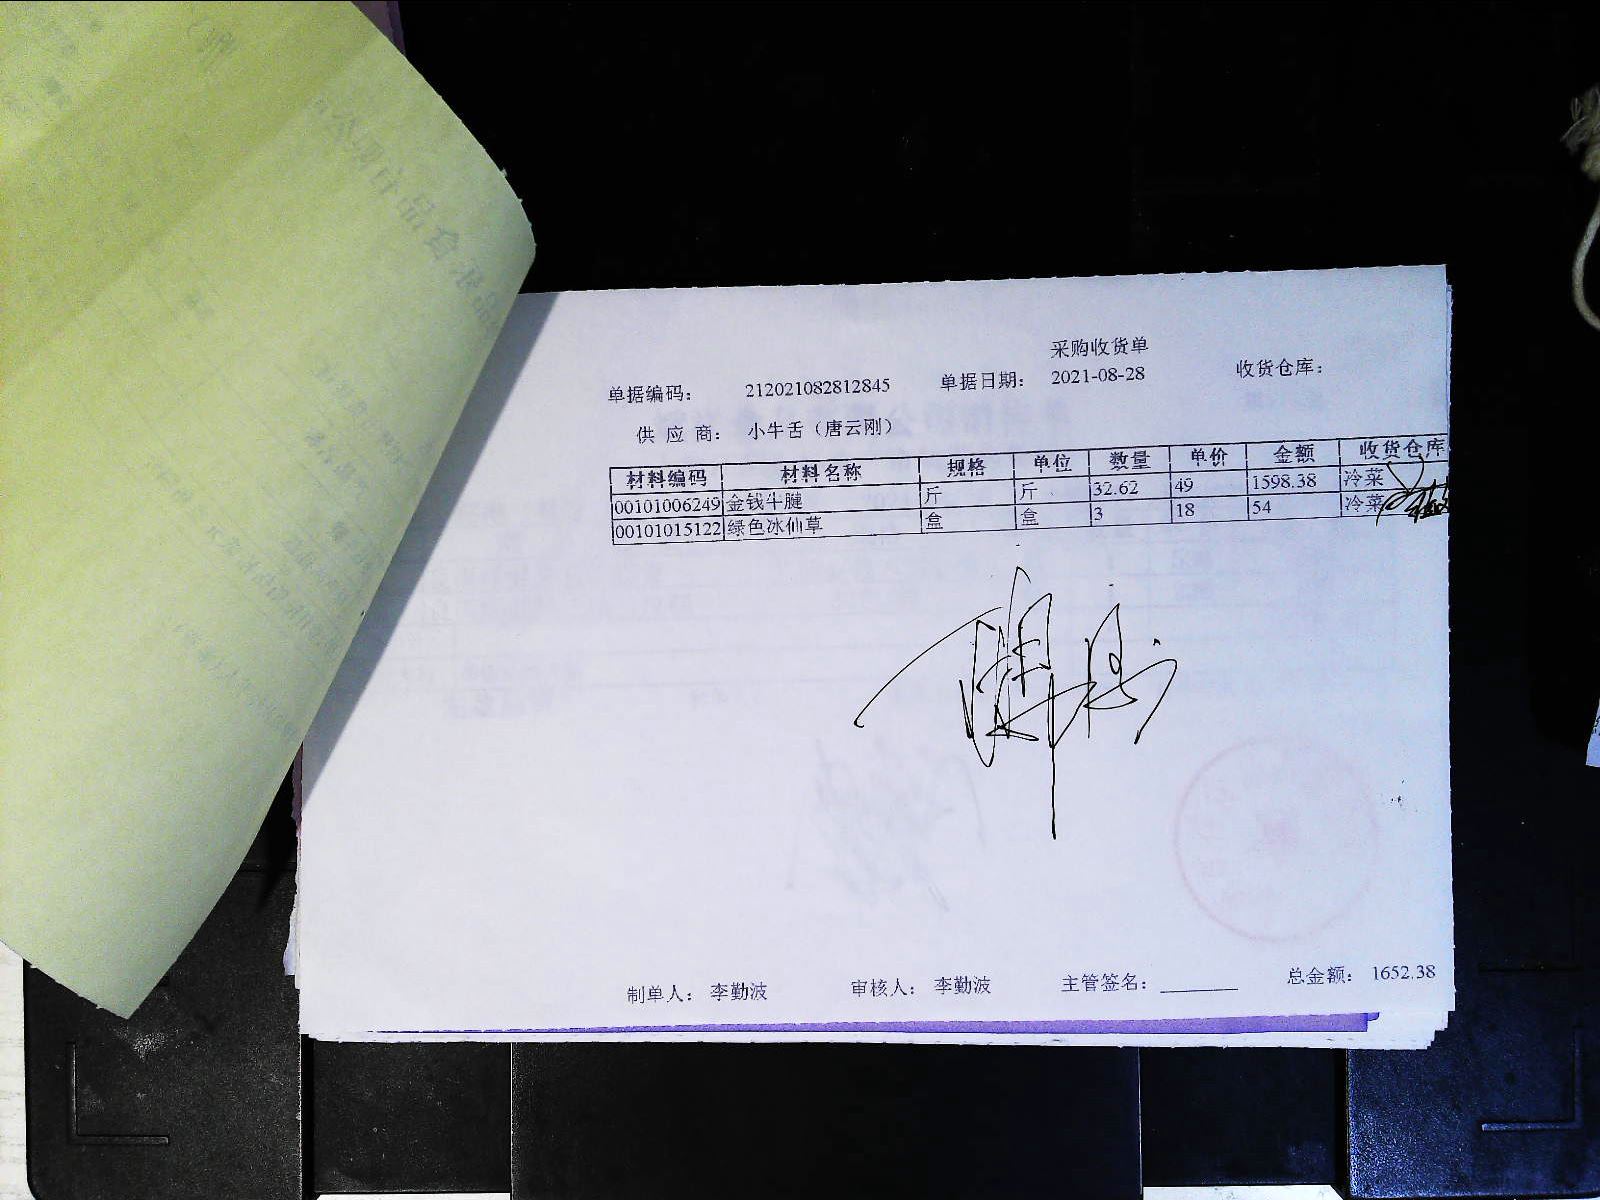 采购收货单
单据编码： 212021082812845 单据日期： 2021-08-28 收货仓库：
供 应 商： 小牛舌（唐云刚）
材料编码 材料名称 规格 单位 数量 单价 金额 收货仓库
00101006249 金钱牛腱 斤 斤 32.62 49 1598.38 冷菜
00101015122 绿色冰仙草 盒 盒 3 18 54 冷菜
制单人： 李勤波 审核人： 李勤波 主管签名： 总金额： 1652.38